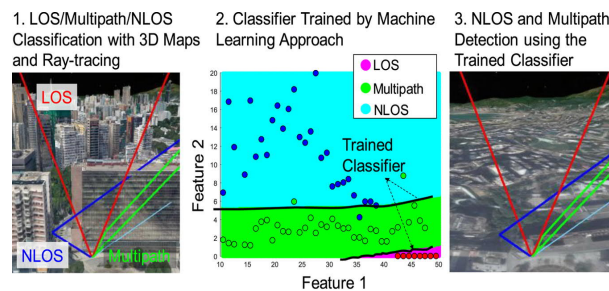 1. LOS/Multipath/NLOS
Classification with 3D Maps
and Ray-tracing
LOS
NLOS
Multipath
2. Classifier Trained by Machine
Learning Approach
LOS
Multipath
NLOS
Trained
Classifier
Feature 2
20
18
16
14
12
10
8
6
4
2
0
10 15 20 25 30 35 40 45 50
Feature 1
3. NLOS and Multipath
Detection using the
Trained Classifier